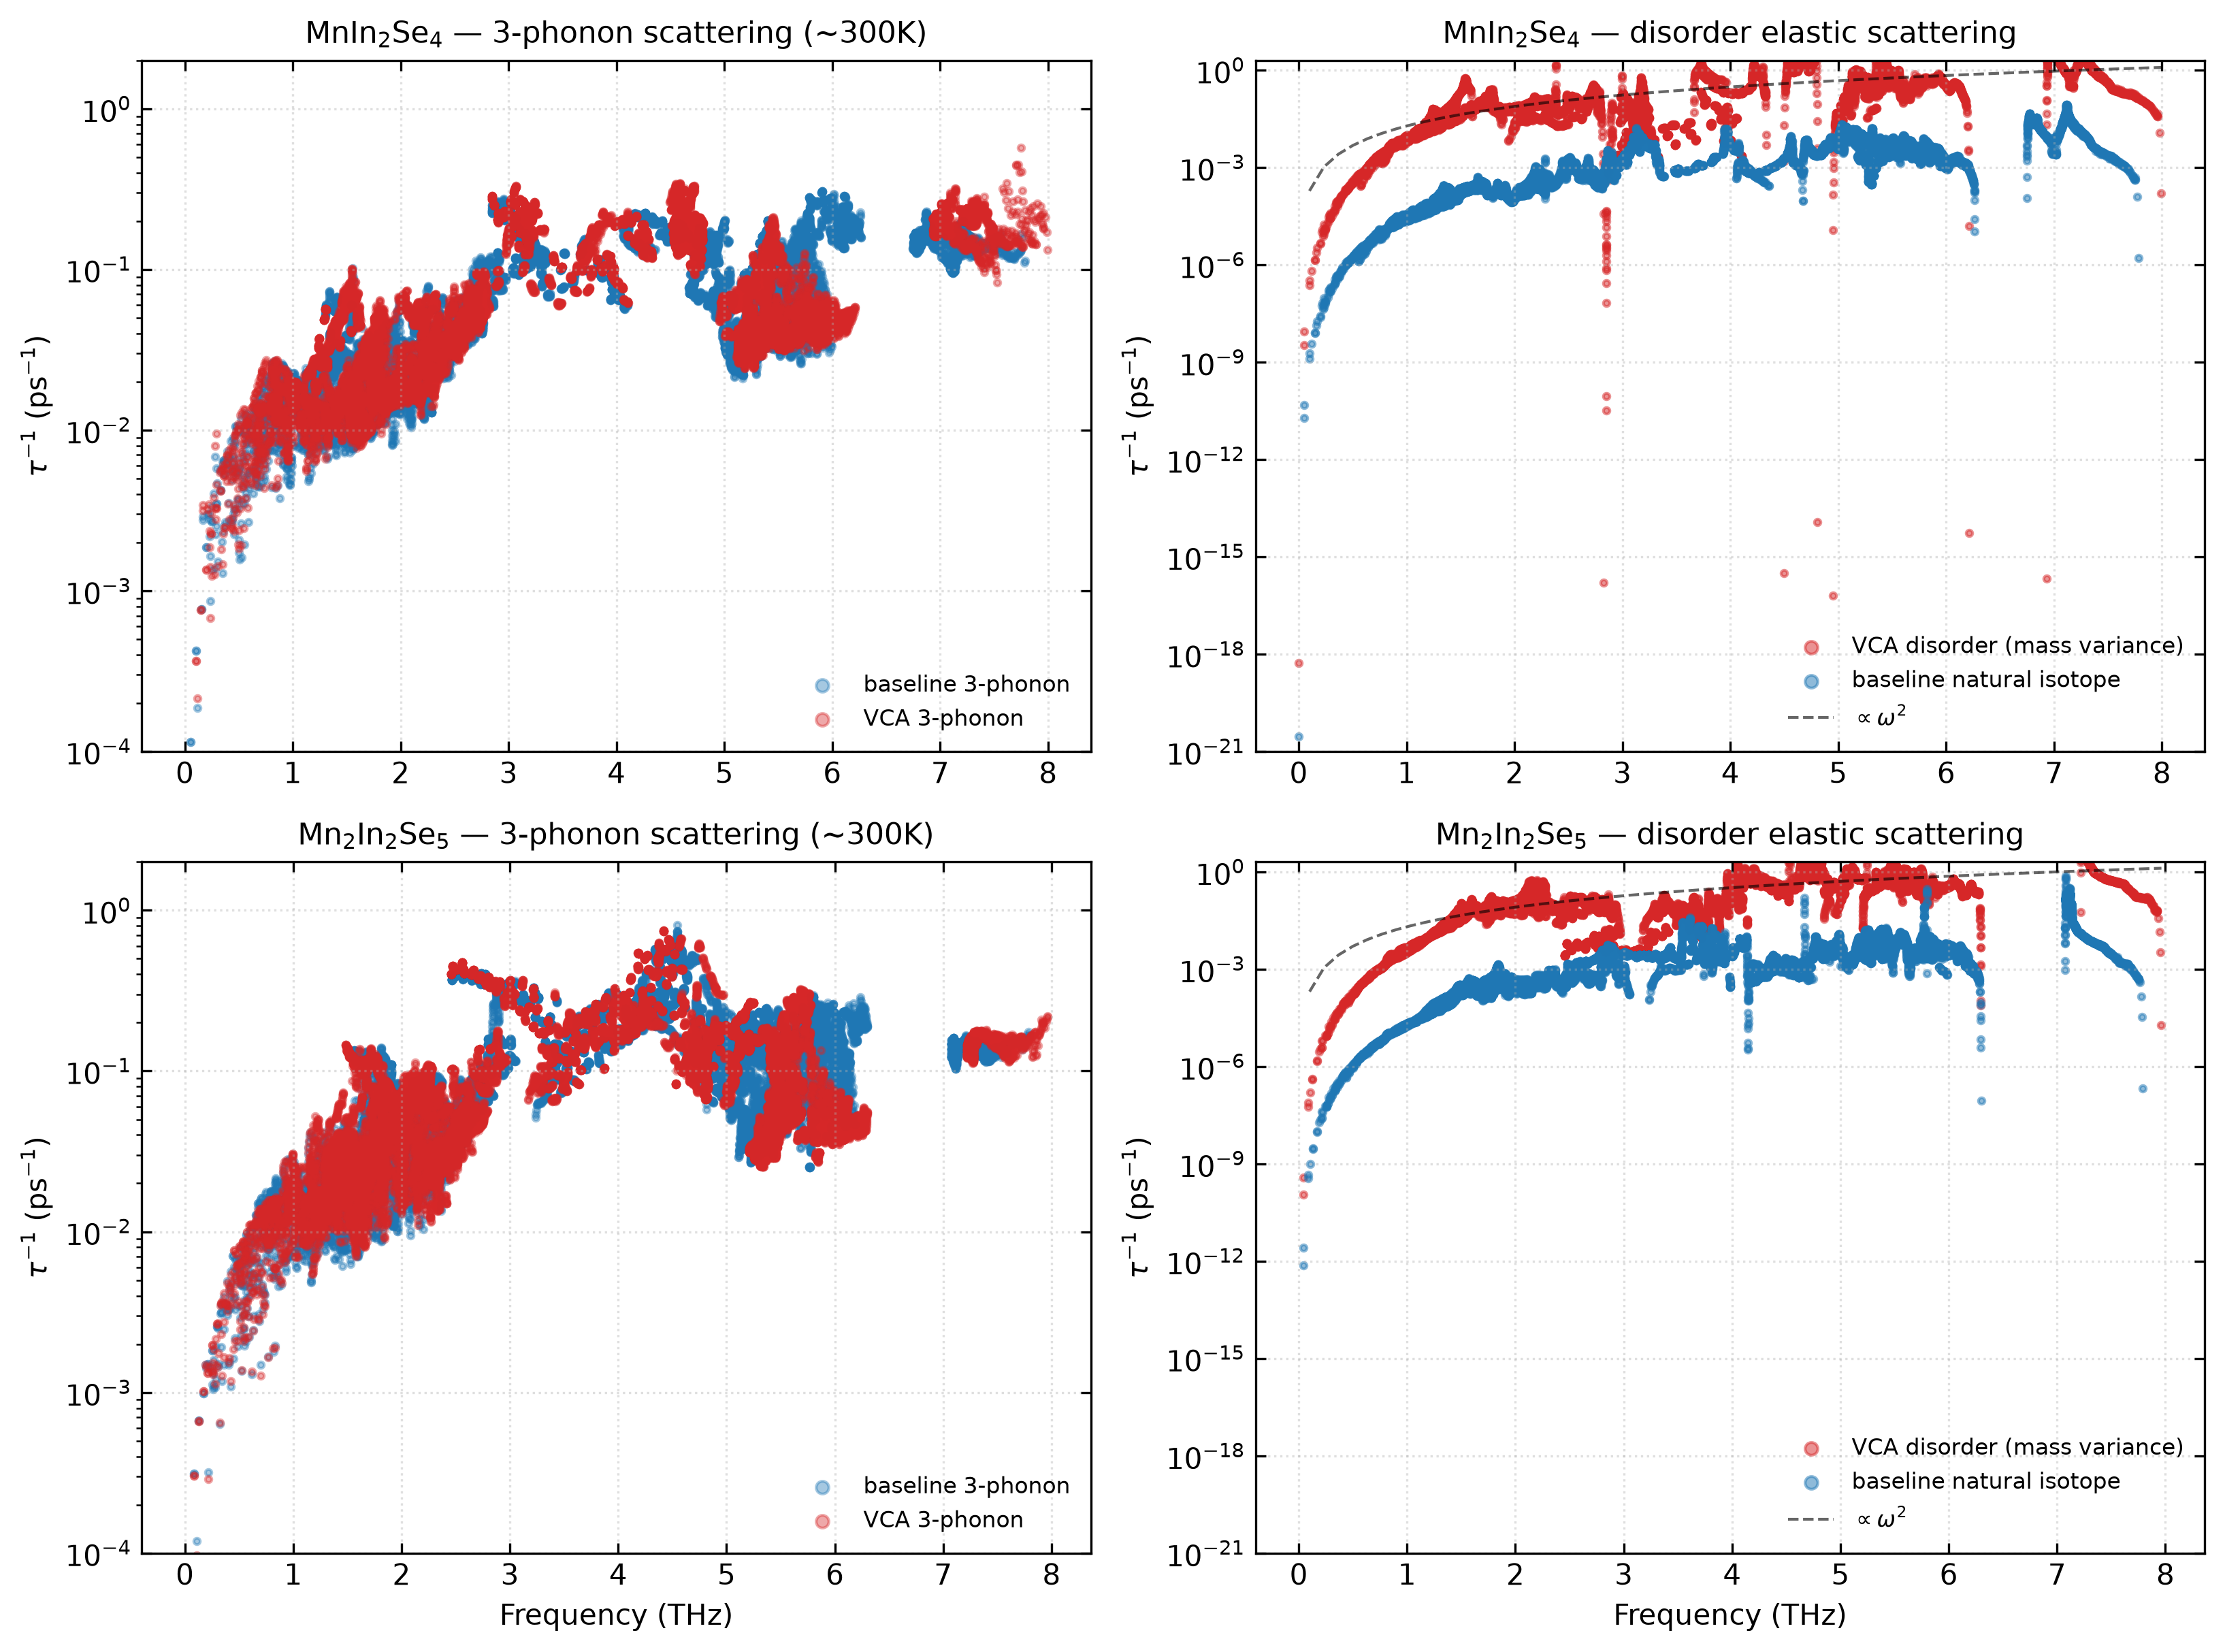 MnIn₂Se₄ — 3-phonon scattering (~300K)
τ⁻¹ (ps⁻¹)
10⁰
10⁻¹
10⁻²
10⁻³
10⁻⁴
0 1 2 3 4 5 6 7 8
baseline 3-phonon
VCA 3-phonon
MnIn₂Se₄ — disorder elastic scattering
τ⁻¹ (ps⁻¹)
10⁰
10⁻³
10⁻⁶
10⁻⁹
10⁻¹²
10⁻¹⁵
10⁻¹⁸
10⁻²¹
0 1 2 3 4 5 6 7 8
VCA disorder (mass variance)
baseline natural isotope
∝ ω²
Mn₂In₂Se₅ — 3-phonon scattering (~300K)
τ⁻¹ (ps⁻¹)
10⁰
10⁻¹
10⁻²
10⁻³
10⁻⁴
0 1 2 3 4 5 6 7 8
Frequency (THz)
baseline 3-phonon
VCA 3-phonon
Mn₂In₂Se₅ — disorder elastic scattering
τ⁻¹ (ps⁻¹)
10⁰
10⁻³
10⁻⁶
10⁻⁹
10⁻¹²
10⁻¹⁵
10⁻¹⁸
10⁻²¹
0 1 2 3 4 5 6 7 8
Frequency (THz)
VCA disorder (mass variance)
baseline natural isotope
∝ ω²